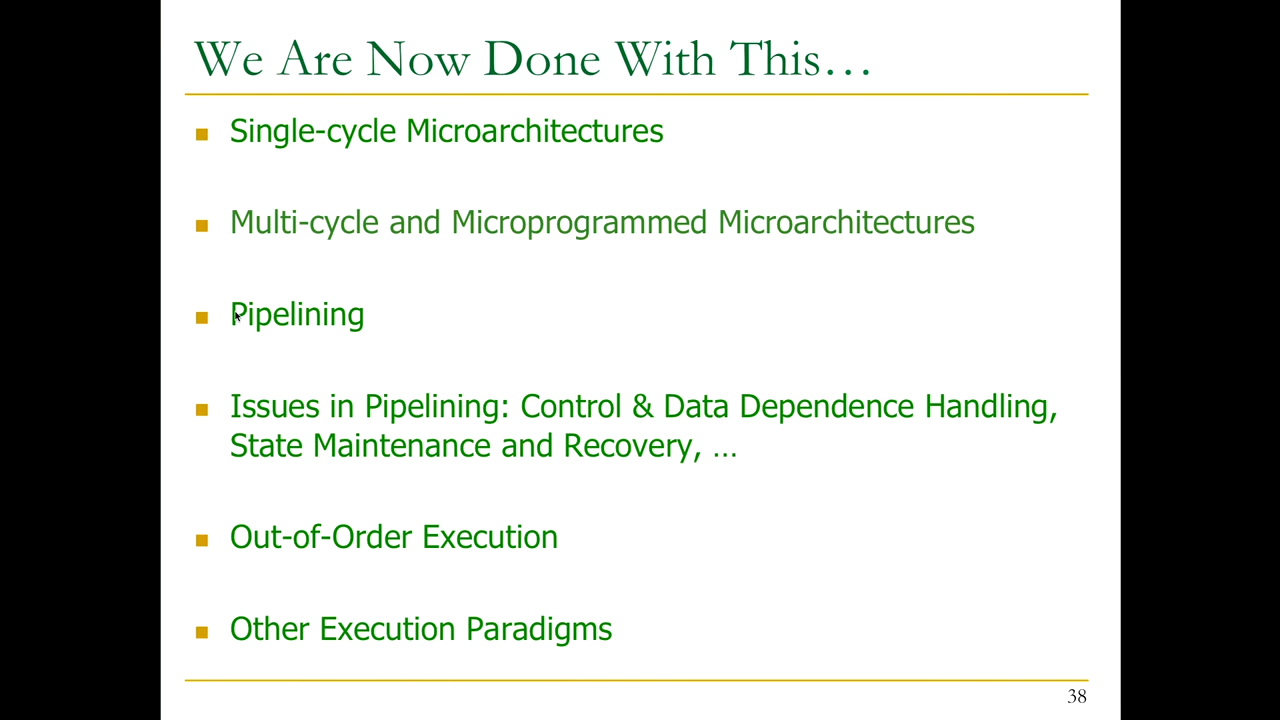 We Are Now Done With This…
Single-cycle Microarchitectures
Multi-cycle and Microprogrammed Microarchitectures
Pipelining
Issues in Pipelining: Control & Data Dependence Handling,
State Maintenance and Recovery, …
Out-of-Order Execution
Other Execution Paradigms
38